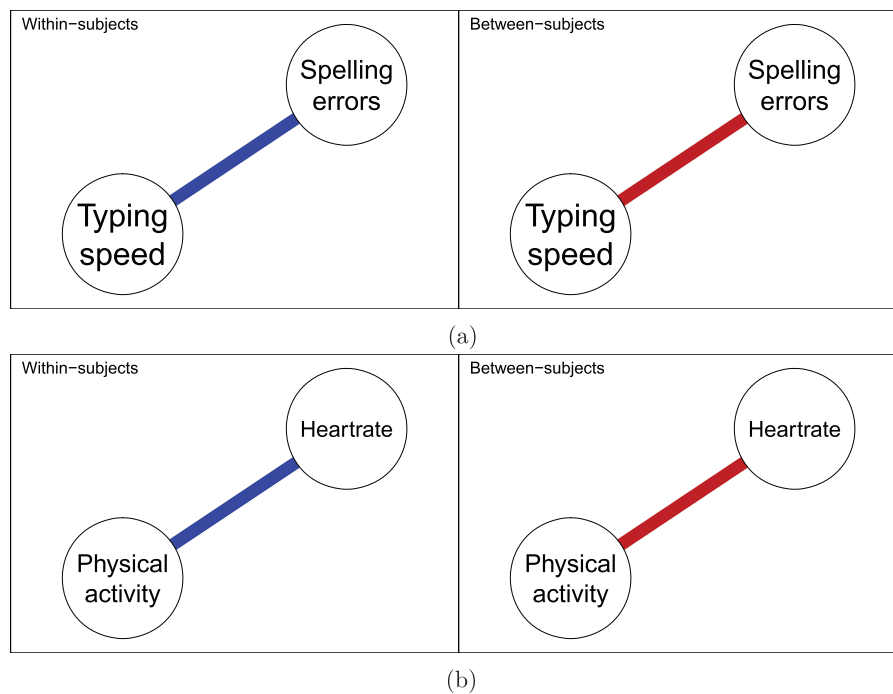 Within−subjects
Spelling
errors
Typing
speed
Between−subjects
Spelling
errors
Typing
speed
(a)
Within−subjects
Heartrate
Physical
activity
Between−subjects
Heartrate
Physical
activity
(b)